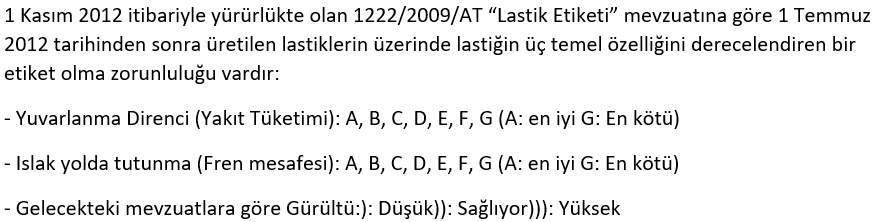 1 Kasım 2012 itibariyle yürürlükte olan 1222/2009/AT “Lastik Etiketi” mevzuatına göre 1 Temmuz
2012 tarihinden sonra üretilen lastiklerin üzerinde lastiğin üç temel özelliğini derecelendiren bir
etiket olma zorunluluğu vardır:
- Yuvarlanma Direnci (Yakıt Tüketimi): A, B, C, D, E, F, G (A: en iyi G: En kötü)
- Islak yolda tutunma (Fren mesafesi): A, B, C, D, E, F, G (A: en iyi G: En kötü)
- Gelecekteki mevzuatlara göre Gürültü:): Düşük)): Sağlıyor))): Yüksek